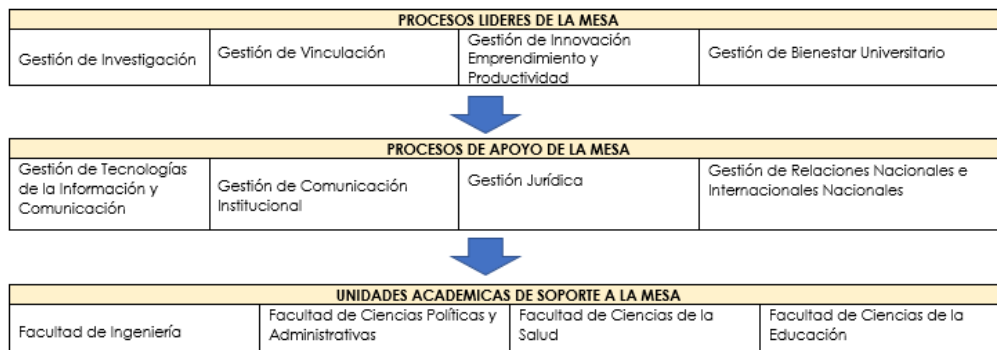 PROCESOS LIDERES DE LA MESA
Gestión de Investigación
Gestión de Vinculación
Gestión de Innovación
Emprendimiento y
Productividad
Gestión de Bienestar Universitario
PROCESOS DE APOYO DE LA MESA
Gestión de Tecnologías
de la Información y
Comunicación
Gestión de Comunicación
Institucional
Gestión Jurídica
Gestión de Relaciones Nacionales e
Internacionales Nacionales
UNIDADES ACADEMICAS DE SOPORTE A LA MESA
Facultad de Ingeniería
Facultad de Ciencias Políticas y
Administrativas
Facultad de Ciencias de la
Salud
Facultad de Ciencias de la
Educación